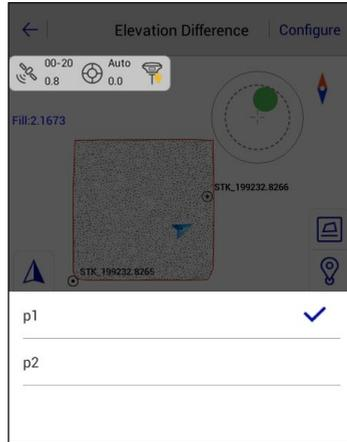 Elevation Difference Configure
00-20 Auto
0.8 0.0
Fill:2.1673
STK_199232.8266
STK_199232.8265
p1
p2